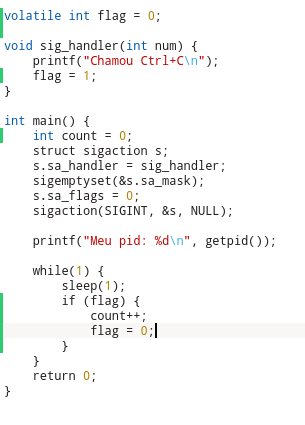 volatile int flag = 0;

void sig_handler(int num) {
    printf("Chamou Ctrl+C\n");
    flag = 1;
}

int main() {
    int count = 0;
    struct sigaction s;
    s.sa_handler = sig_handler;
    sigemptyset(&s.sa_mask);
    s.sa_flags = 0;
    sigaction(SIGINT, &s, NULL);

    printf("Meu pid: %d\n", getpid());

    while(1) {
        sleep(1);
        if (flag) {
            count++;
            flag = 0;
        }
    }
    return 0;
}